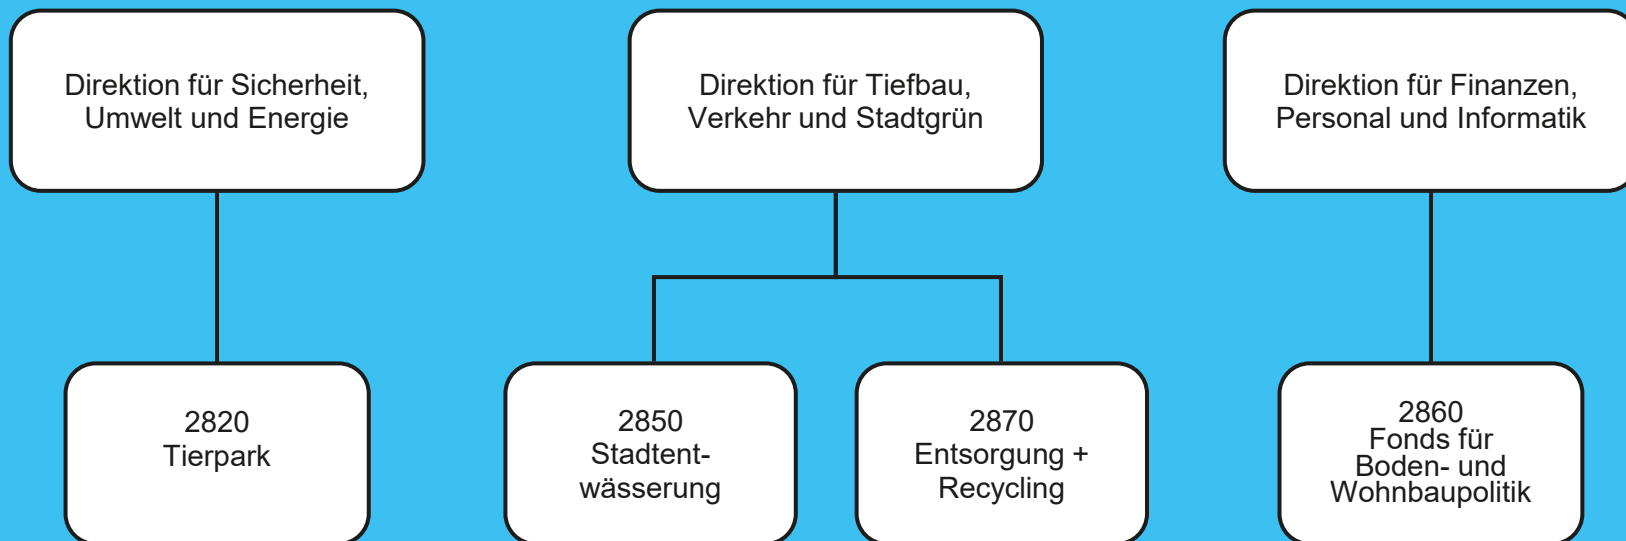 Direktion für Sicherheit,
Umwelt und Energie
Direktion für Tiefbau,
Verkehr und Stadtgrün
Direktion für Finanzen,
Personal und Informatik
2820
Tierpark
2850
Stadtent-
wässerung
2870
Entsorgung +
Recycling
2860
Fonds für
Boden- und
Wohnbaupolitik